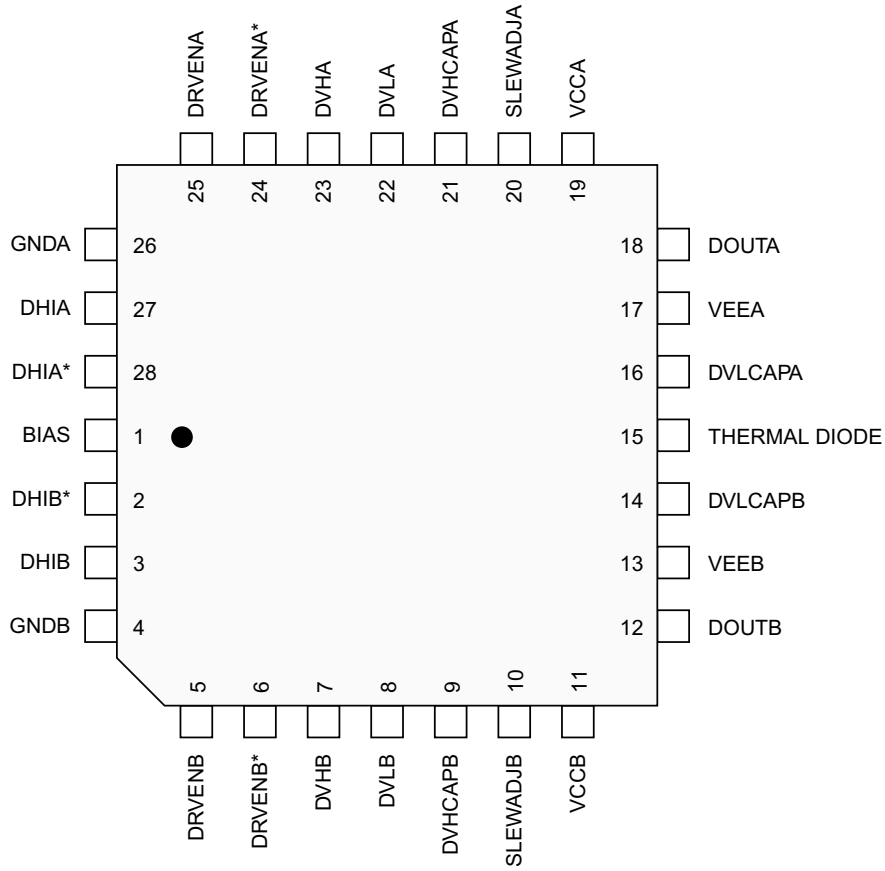 DRVENA
DRVENA*
DVHA
DVLA
DVHCAPA
SLEWADJA
VCCA
25
24
23
22
21
20
19
GNDA 26
DHIA 27
DHIA* 28
BIAS 1
DHIB* 2
DHIB 3
GNDB 4
18 DOUTA
17 VEEA
16 DVLCAPA
15 THERMAL DIODE
14 DVLCAPB
13 VEEB
12 DOUTB
5
6
7
8
9
10
11
DRVENB
DRVENB*
DVHB
DVLB
DVHCAPB
SLEWADJB
VCCB